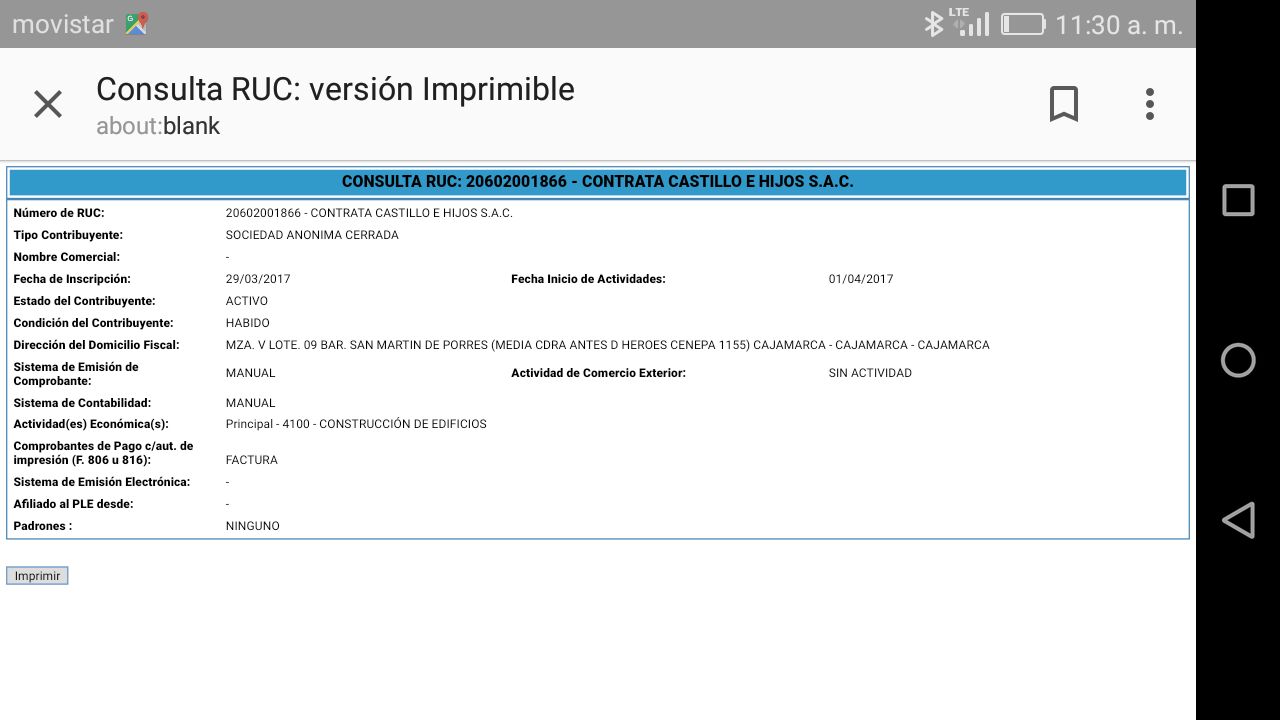 movistar
LTE
11:30 a. m.
Consulta RUC: versión Imprimible
about:blank
CONSULTA RUC: 20602001866 - CONTRATA CASTILLO E HIJOS S.A.C.
Número de RUC: 20602001866 - CONTRATA CASTILLO E HIJOS S.A.C.
Tipo Contribuyente: SOCIEDAD ANONIMA CERRADA
Nombre Comercial: -
Fecha de Inscripción: 29/03/2017 Fecha Inicio de Actividades: 01/04/2017
Estado del Contribuyente: ACTIVO
Condición del Contribuyente: HABIDO
Dirección del Domicilio Fiscal: MZA. V LOTE. 09 BAR. SAN MARTIN DE PORRES (MEDIA CDRA ANTES D HEROES CENEPA 1155) CAJAMARCA - CAJAMARCA - CAJAMARCA
Sistema de Emisión de
Comprobante: MANUAL Actividad de Comercio Exterior: SIN ACTIVIDAD
Sistema de Contabilidad: MANUAL
Actividad(es) Económica(s): Principal - 4100 - CONSTRUCCIÓN DE EDIFICIOS
Comprobantes de Pago c/aut. de
impresión (F. 806 u 816): FACTURA
Sistema de Emisión Electrónica: -
Afiliado al PLE desde: -
Padrones : NINGUNO
Imprimir